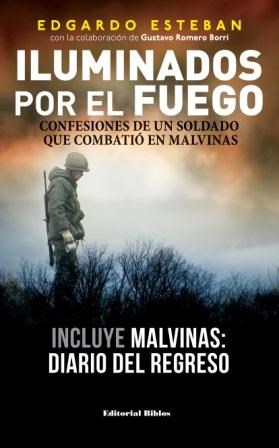 EDGARDO ESTEBAN
con la colaboración de Gustavo Romero Borri
ILUMINADOS
POR EL FUEGO
CONFESIONES DE UN SOLDADO
QUE COMBATIÓ EN MALVINAS
INCLUYE MALVINAS:
DIARIO DEL REGRESO
Editorial Biblos